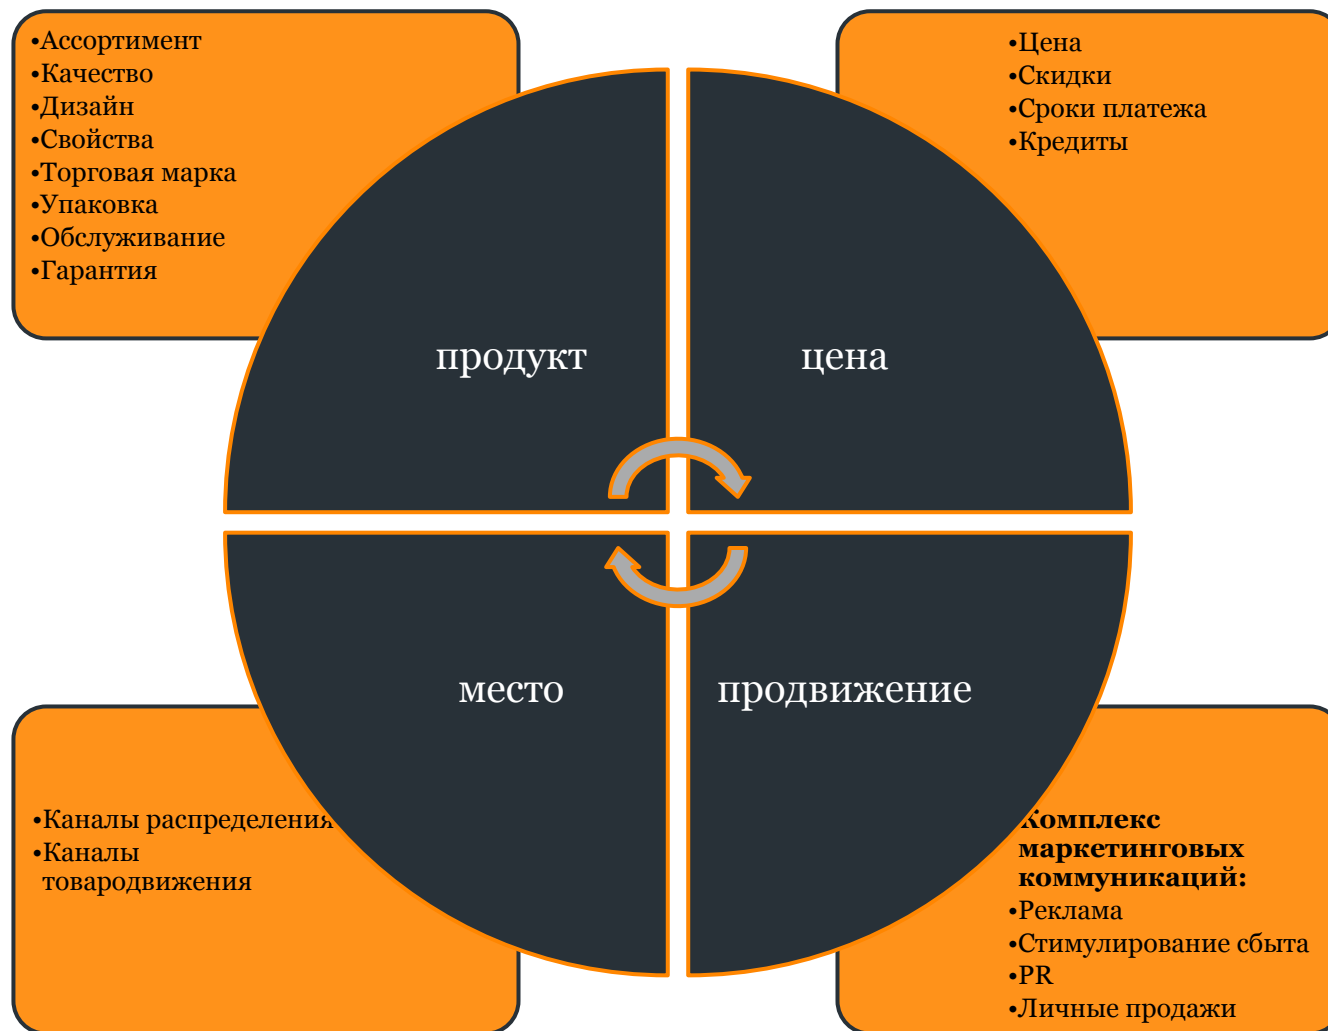 •Ассортимент
•Качество
•Дизайн
•Свойства
•Торговая марка
•Упаковка
•Обслуживание
•Гарантия
•Цена
•Скидки
•Сроки платежа
•Кредиты
продукт
цена
место
продвижение
•Каналы распределения
•Каналы
товародвижения
Комплекс
маркетинговых
коммуникаций:
•Реклама
•Стимулирование сбыта
•PR
•Личные продажи